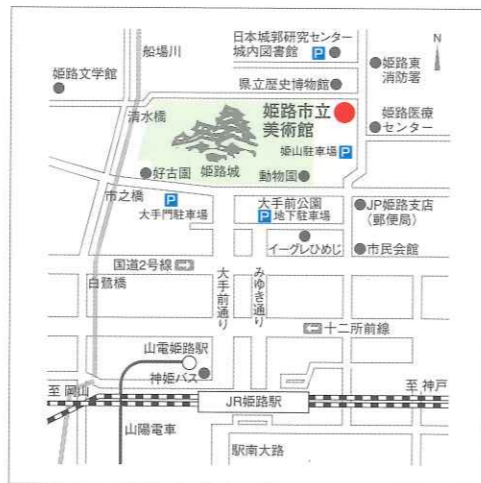 船場川
日本城郭研究センター
城内図書館
P
N
姫路文学館
姫路東
消防署
県立歴史博物館
清水橋
姫路市立
美術館
姫路医療
センター
姫山駐車場
P
好古園
姫路城
動物園
市之橋
P
大手門駐車場
大手前公園
P
地下駐車場
JP姫路支店
(郵便局)
イーグレひめじ
市民会館
国道2号線
白鷺橋
大手前通り
みゆき通り
十二所前線
山電姫路駅
神姫バス
至 岡山
至 神戸
JR姫路駅
山陽電車
駅南大路